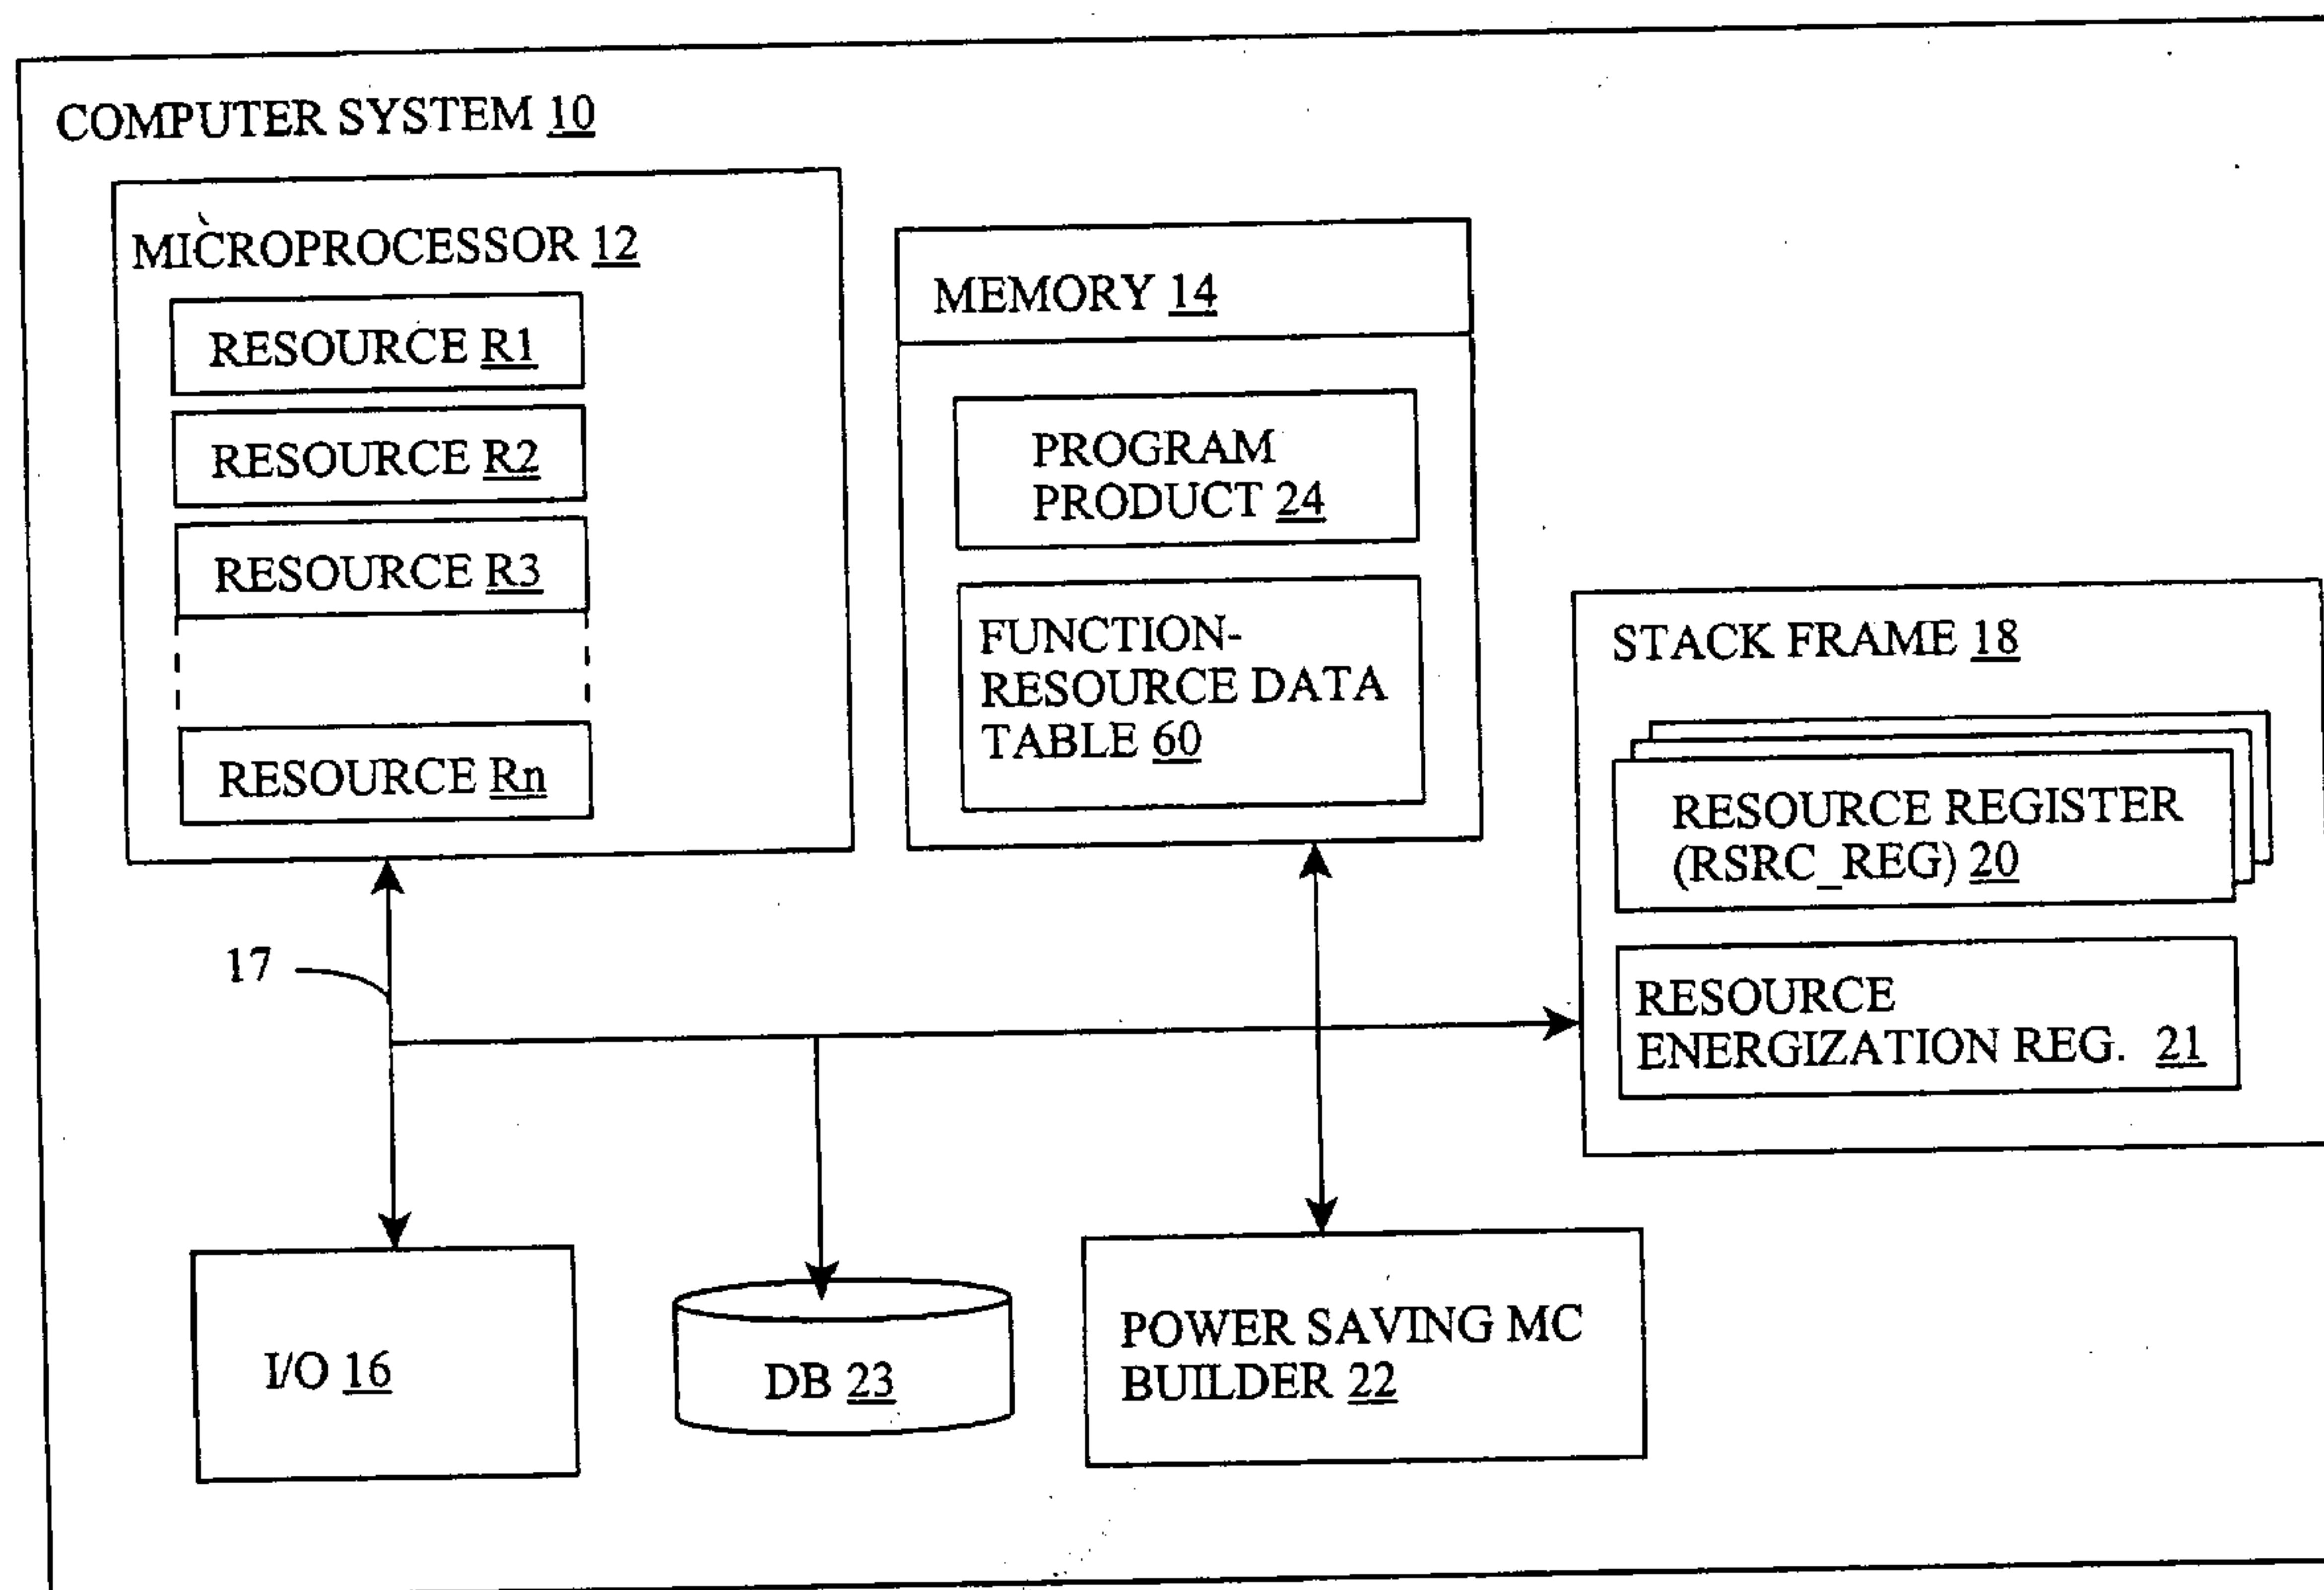 COMPUTER SYSTEM 10
MICROPROCESSOR 12
RESOURCE R1
RESOURCE R2
RESOURCE R3
RESOURCE Rn
MEMORY 14
PROGRAM
PRODUCT 24
FUNCTION-
RESOURCE DATA
TABLE 60
STACK FRAME 18
RESOURCE REGISTER
(RSRC_REG) 20
RESOURCE
ENERGIZATION REG. 21
17
I/O 16
DB 23
POWER SAVING MC
BUILDER 22